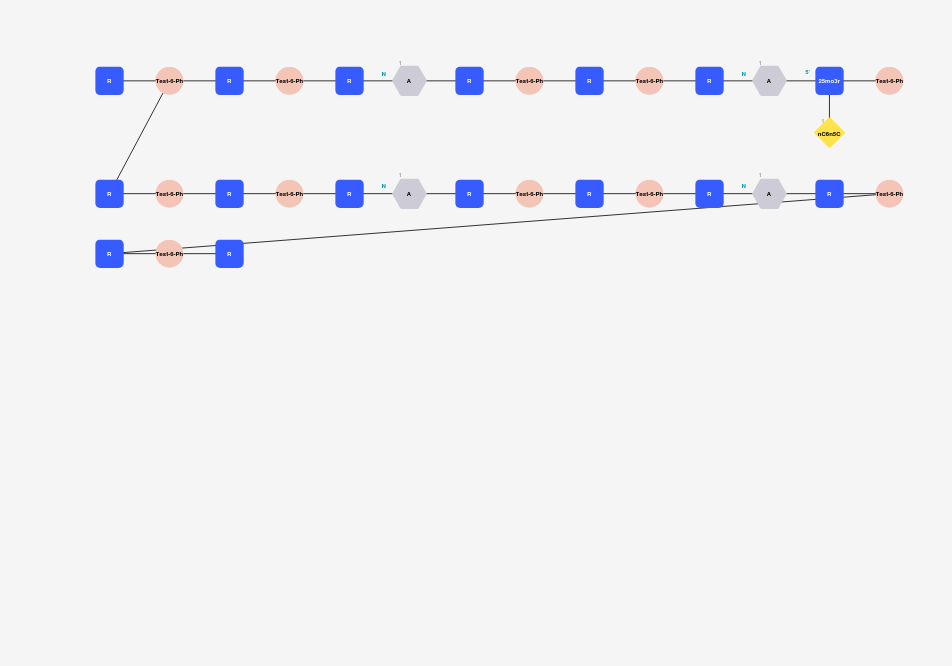 1 1
N N 5'
R Test-6-Ph R Test-6-Ph R A R Test-6-Ph R Test-6-Ph R A 25mo3r Test-6-Ph
1
nC6n5C
1 1
N N
R Test-6-Ph R Test-6-Ph R A R Test-6-Ph R Test-6-Ph R A R Test-6-Ph
R Test-6-Ph R